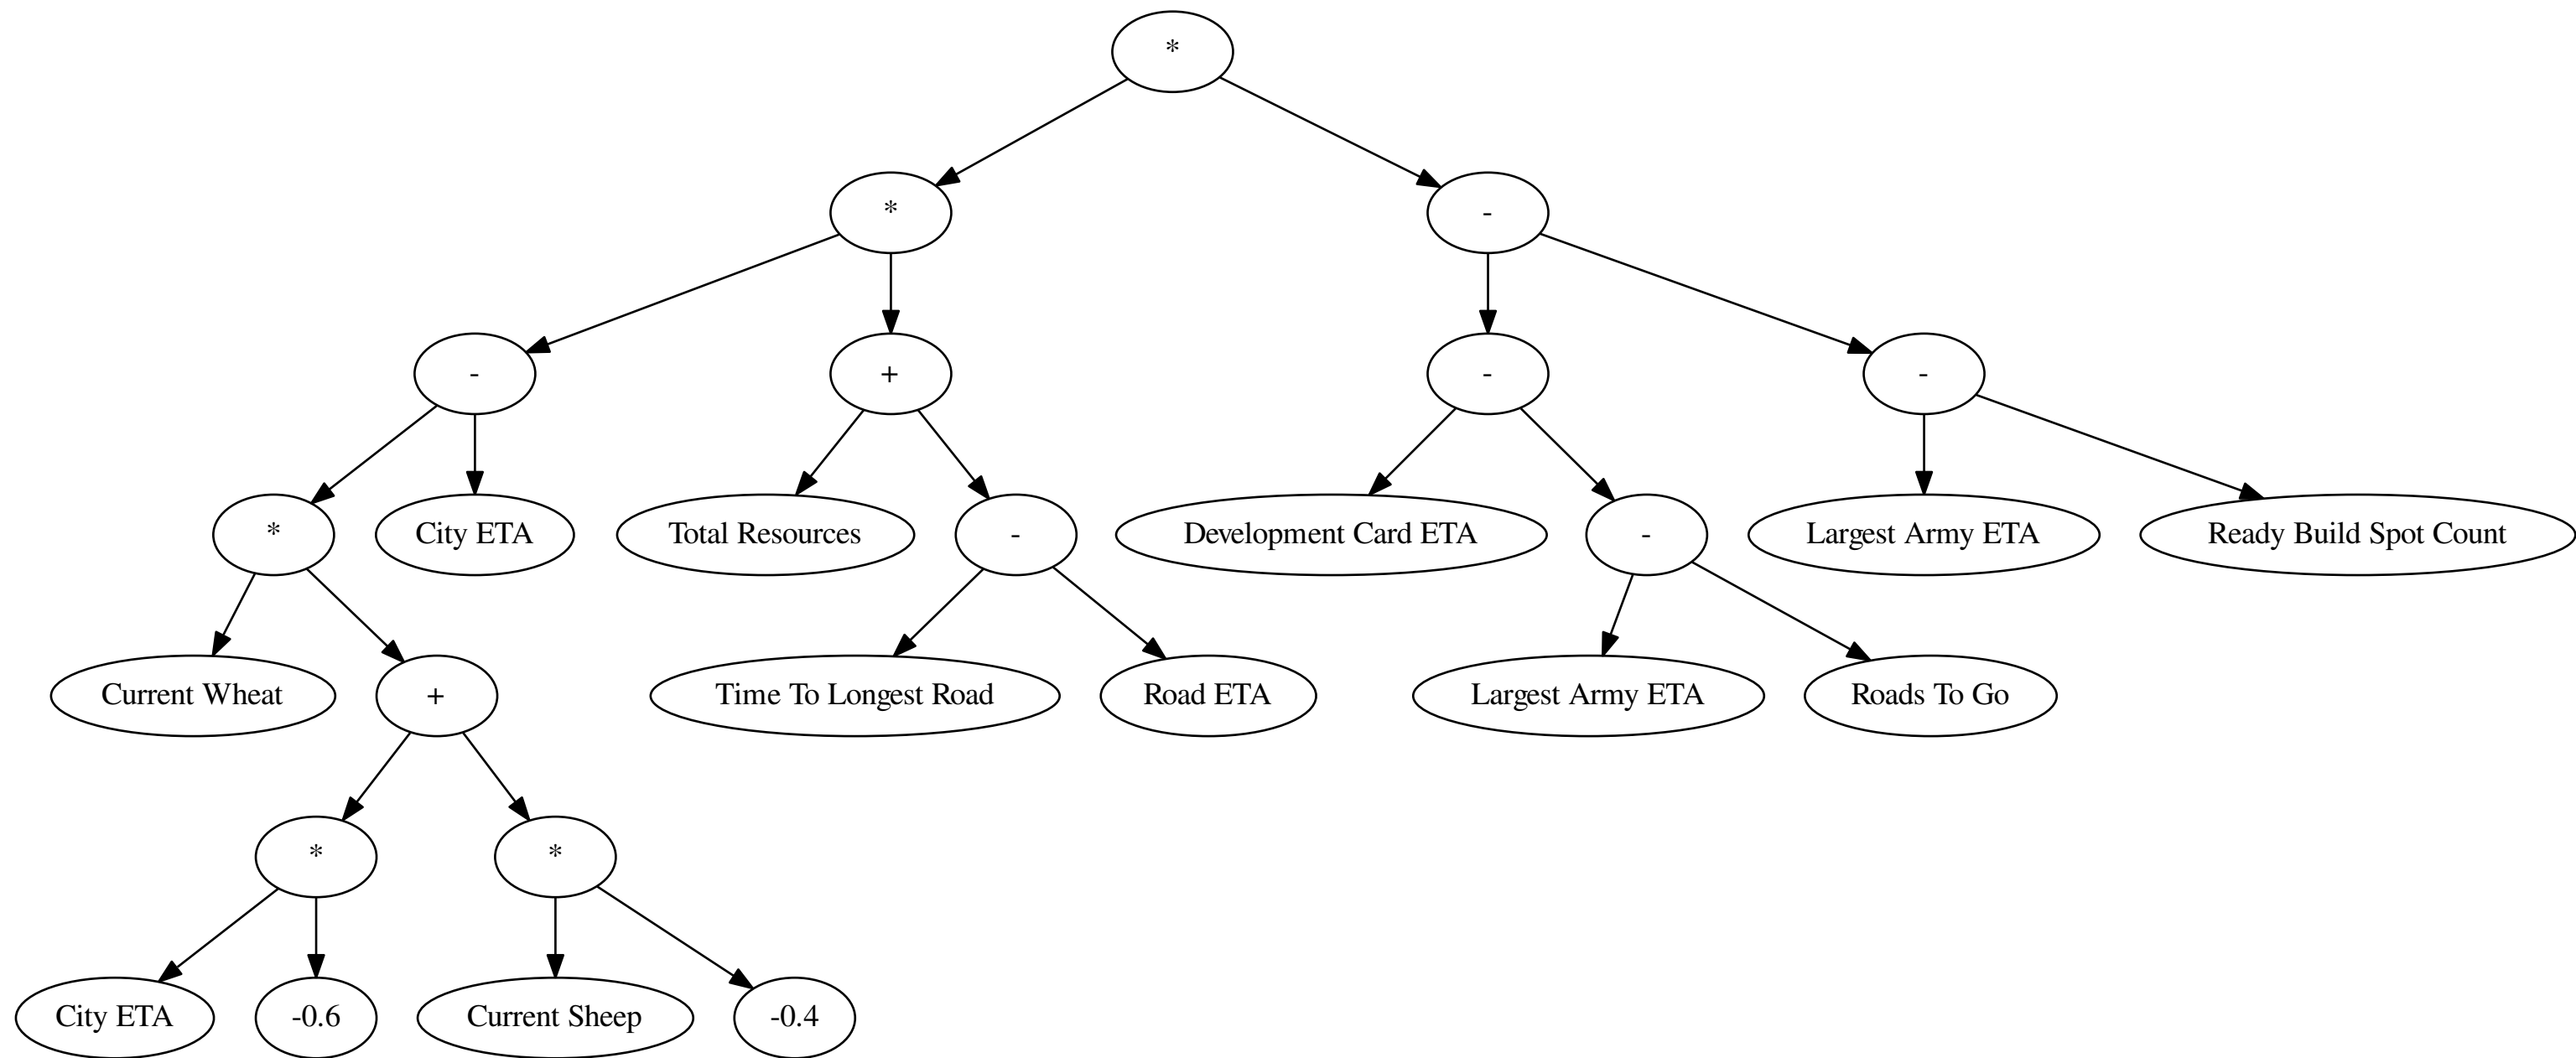 *
*
-
-
+
-
-
*
City ETA
Total Resources
-
Development Card ETA
-
Largest Army ETA
Ready Build Spot Count
Current Wheat
+
Time To Longest Road
Road ETA
Largest Army ETA
Roads To Go
*
*
City ETA
-0.6
Current Sheep
-0.4